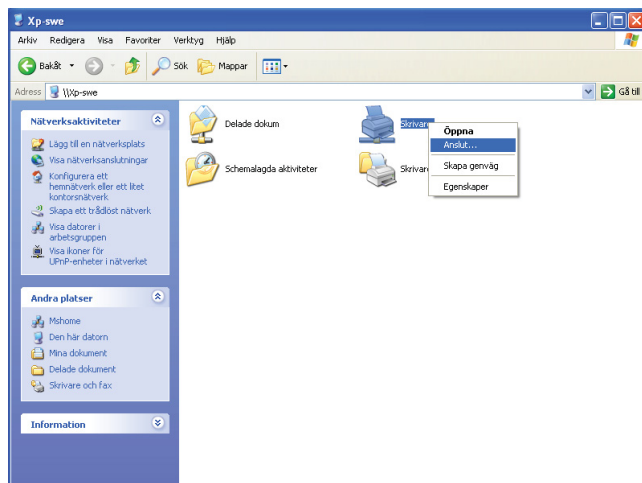 Xp-swe
Arkiv Redigera Visa Favoriter Verktyg Hjälp
Bakåt Sök Mappar
Adress \\Xp-swe Gå till
Nätverksaktiviteter
Lägg till en nätverksplats
Visa nätverksanslutningar
Konfigurera ett
hemnätverk eller ett litet
kontorsnätverk
Skapa ett trådlöst nätverk
Visa datorer i
arbetsgruppen
Visa ikoner för
UPnP-enheter i nätverket
Andra platser
Mshome
Den här datorn
Mina dokument
Delade dokument
Skrivare och fax
Information
Delade dokum
Skrivare
Schemalagda aktiviteter
Skrivare
Öppna
Anslut...
Skapa genväg
Egenskaper